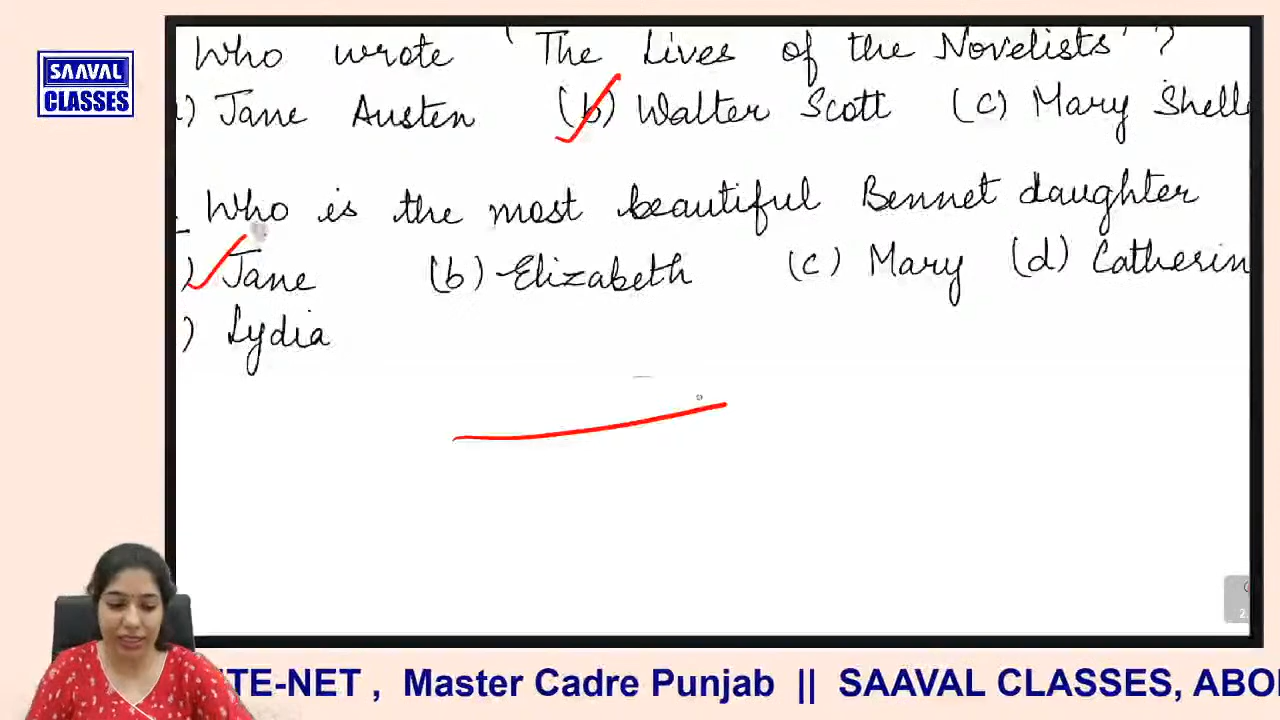 SAAVAL
CLASSES
Who wrote 'The Lives of the Novelists'?
) Jane Austen (b) Walter Scott (c) Mary Shell
Who is the most beautiful Bennet daughter
) Jane (b) Elizabeth (c) Mary (d) Catherin
) Lydia
TE-NET , Master Cadre Punjab || SAAVAL CLASSES, ABO